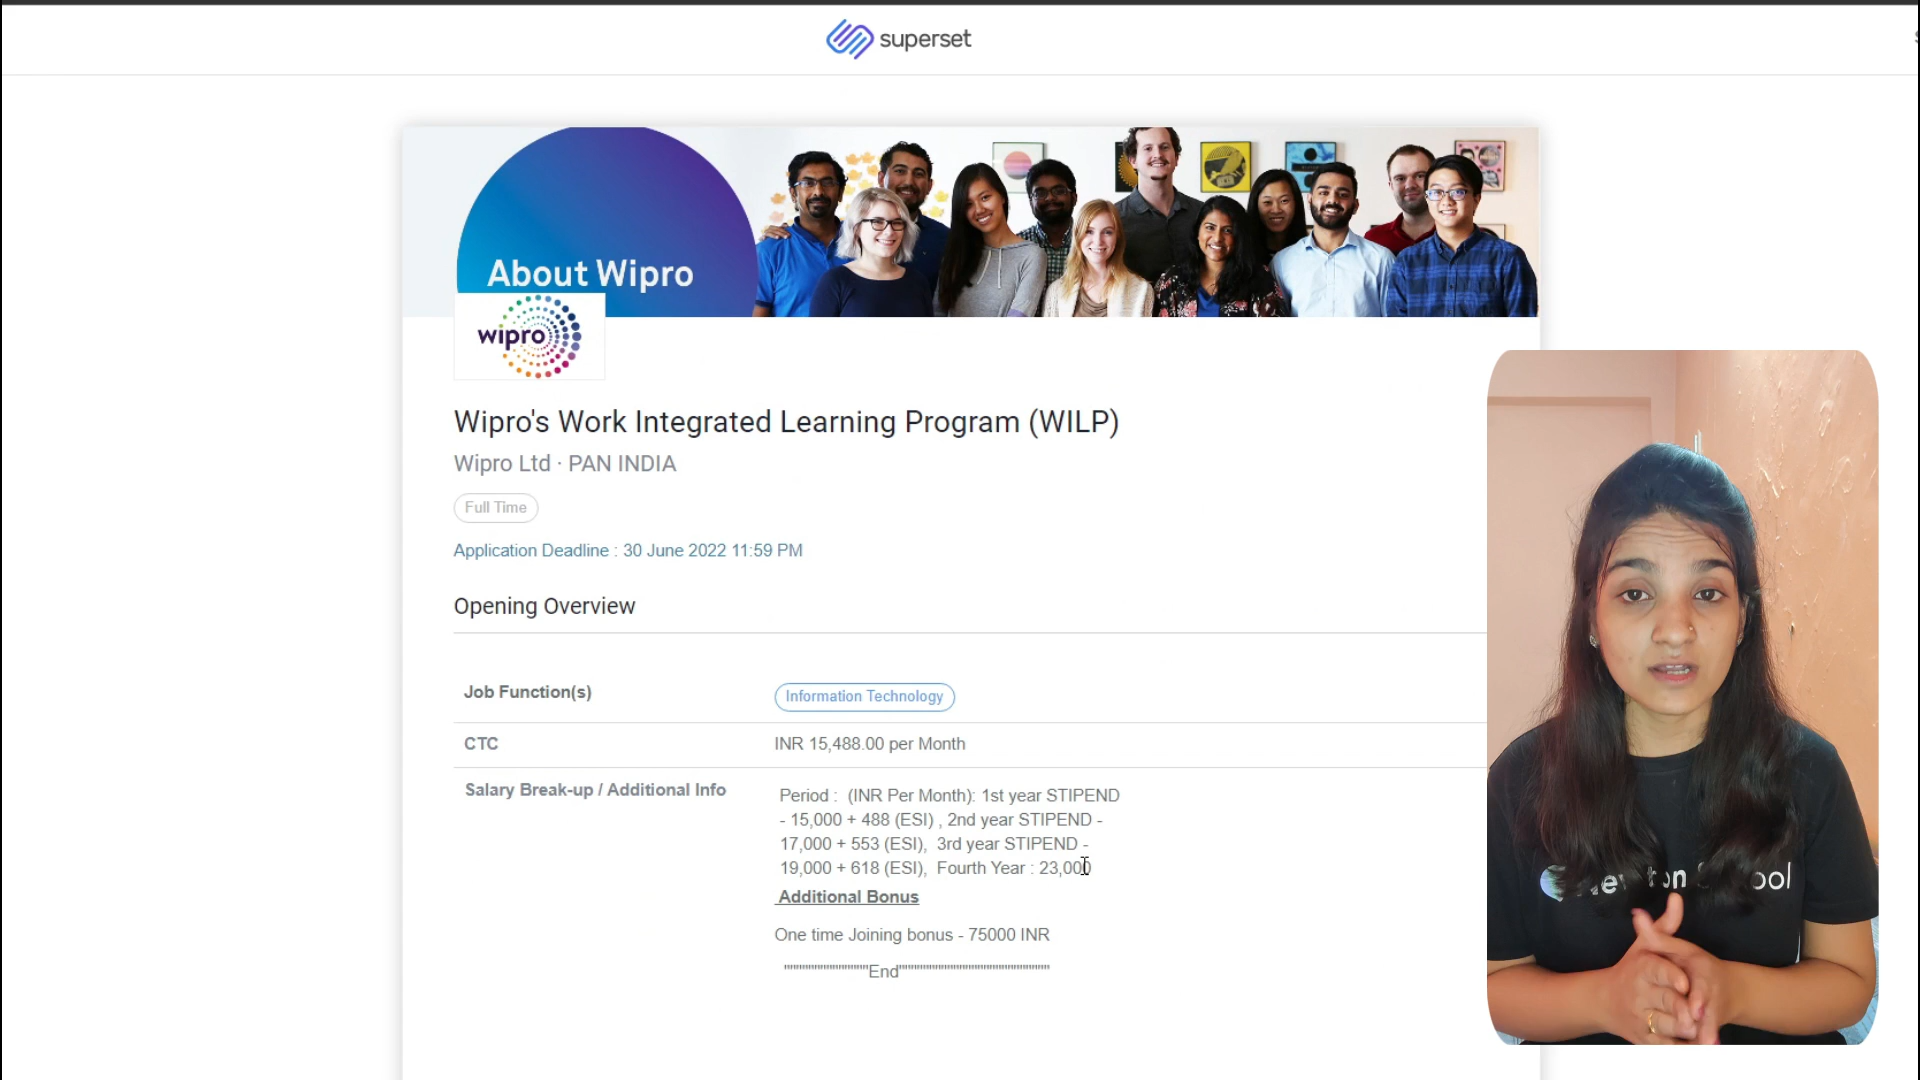 superset
About Wipro
wipro
Wipro's Work Integrated Learning Program (WILP)
Wipro Ltd · PAN INDIA
Full Time
Application Deadline : 30 June 2022 11:59 PM
Opening Overview
Job Function(s)
Information Technology
CTC
INR 15,488.00 per Month
Salary Break-up / Additional Info
Period : (INR Per Month): 1st year STIPEND
- 15,000 + 488 (ESI) , 2nd year STIPEND -
17,000 + 553 (ESI), 3rd year STIPEND -
19,000 + 618 (ESI), Fourth Year : 23,000
Additional Bonus
One time Joining bonus - 75000 INR
""""""""""""""""""""End""""""""""""""""""""""""""""""""""""